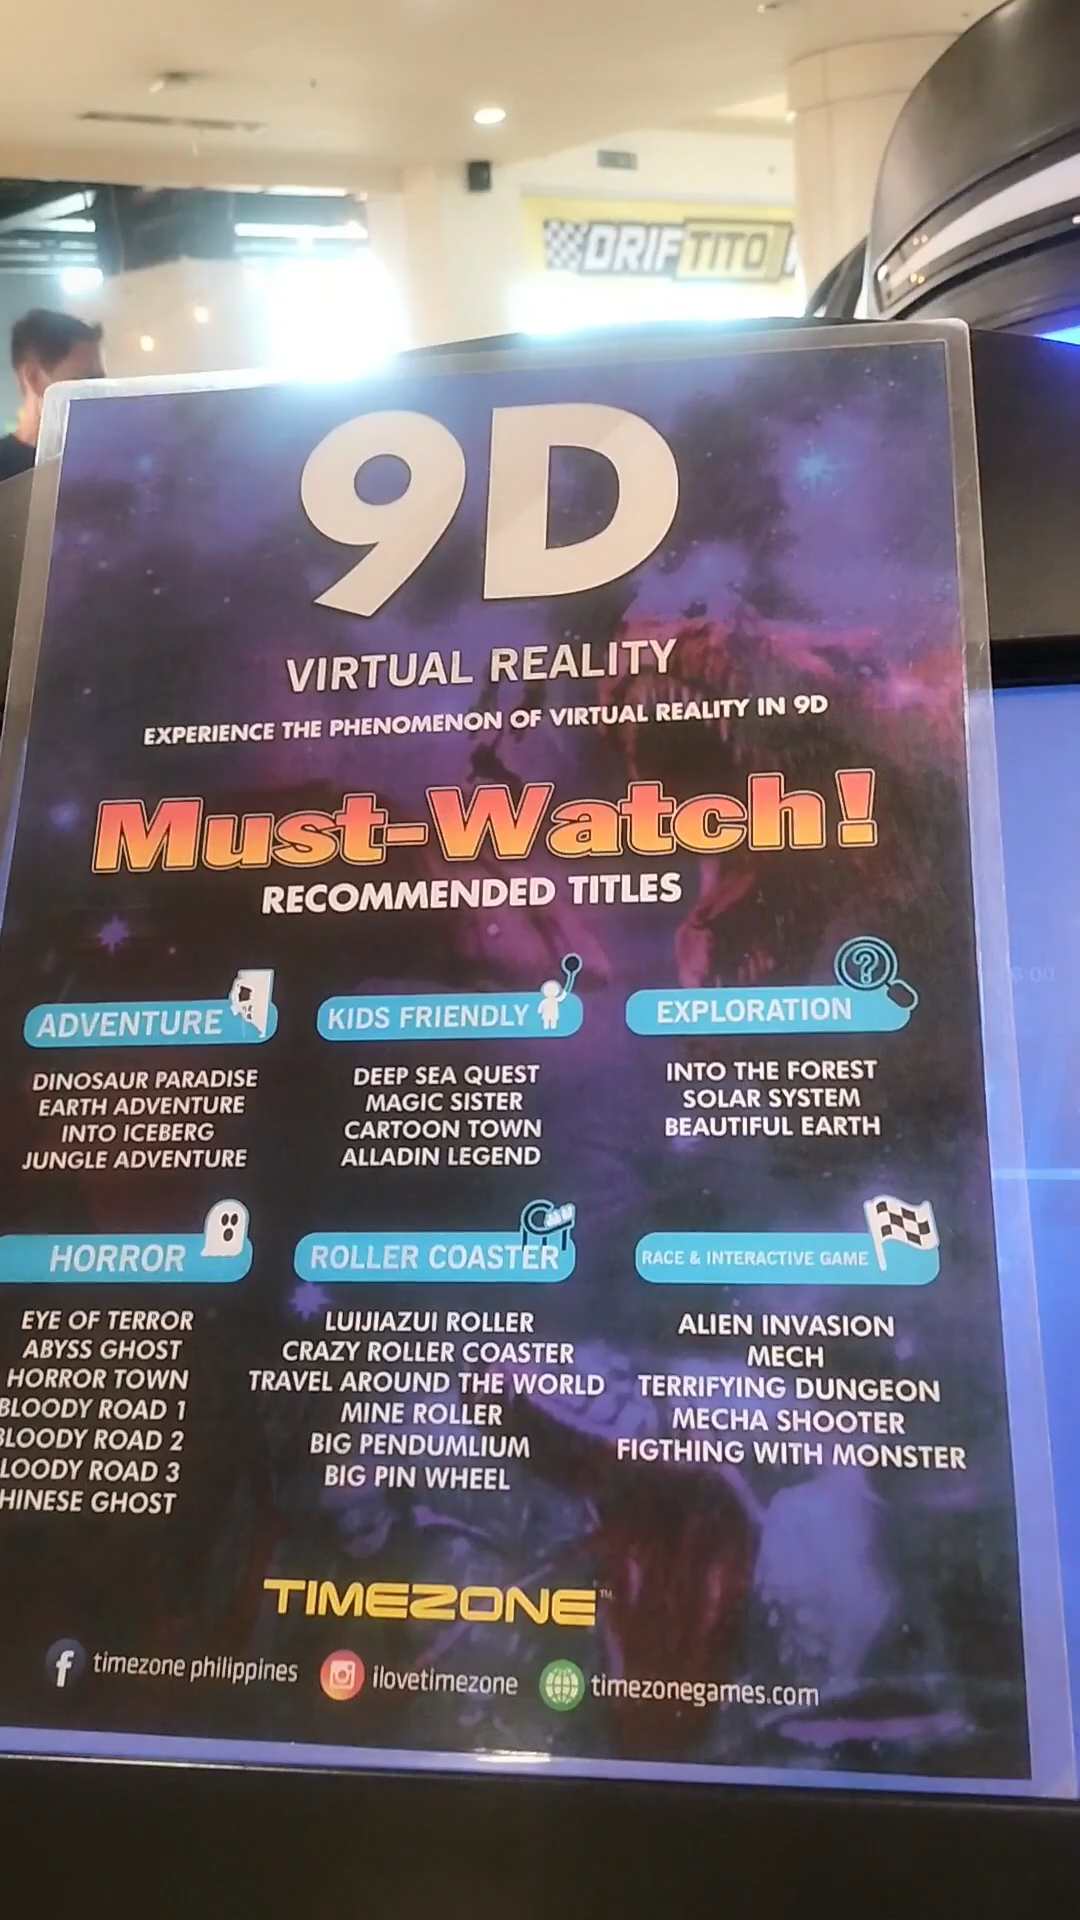 DRIFTITO
9D
VIRTUAL REALITY
EXPERIENCE THE PHENOMENON OF VIRTUAL REALITY IN 9D
Must-Watch!
RECOMMENDED TITLES
ADVENTURE
DINOSAUR PARADISE
EARTH ADVENTURE
INTO ICEBERG
JUNGLE ADVENTURE
KIDS FRIENDLY
DEEP SEA QUEST
MAGIC SISTER
CARTOON TOWN
ALLADIN LEGEND
EXPLORATION
INTO THE FOREST
SOLAR SYSTEM
BEAUTIFUL EARTH
HORROR
EYE OF TERROR
ABYSS GHOST
HORROR TOWN
BLOODY ROAD 1
BLOODY ROAD 2
LOODY ROAD 3
HINESE GHOST
ROLLER COASTER
LUIJIAZUI ROLLER
CRAZY ROLLER COASTER
TRAVEL AROUND THE WORLD
MINE ROLLER
BIG PENDUMLIUM
BIG PIN WHEEL
RACE & INTERACTIVE GAME
ALIEN INVASION
MECH
TERRIFYING DUNGEON
MECHA SHOOTER
FIGTHING WITH MONSTER
TIMEZONE™
timezone philippines
ilovetimezone
timezonegames.com